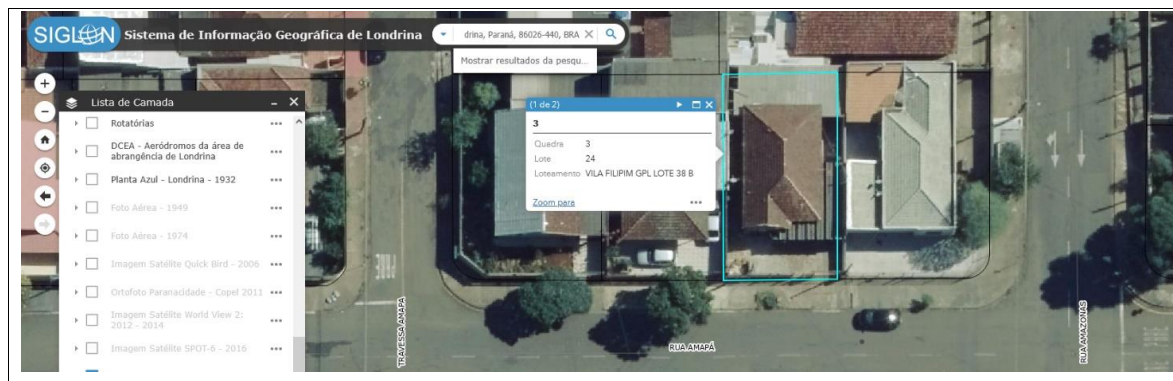 SIGLON Sistema de Informação Geográfica de Londrina
drina, Paraná, 86026-440, BRA
Mostrar resultados da pesqu...
Lista de Camada
Rotatórias
DCEA - Aeródromos da área de
abrangência de Londrina
Planta Azul - Londrina - 1932
Foto Aérea - 1949
Foto Aérea - 1974
Imagem Satélite Quick Bird - 2006
Ortofoto Paranacidade - Copel 2011
Imagem Satélite World View 2:
2012 - 2014
Imagem Satélite SPOT-6 - 2016
(1 de 2)
3
Quadra 3
Lote 24
Loteamento VILA FILIPIM GPL LOTE 38 B
Zoom para
PARE
TRAVESSA AMAPÁ
RUA AMAPÁ
RUA AMAZONAS